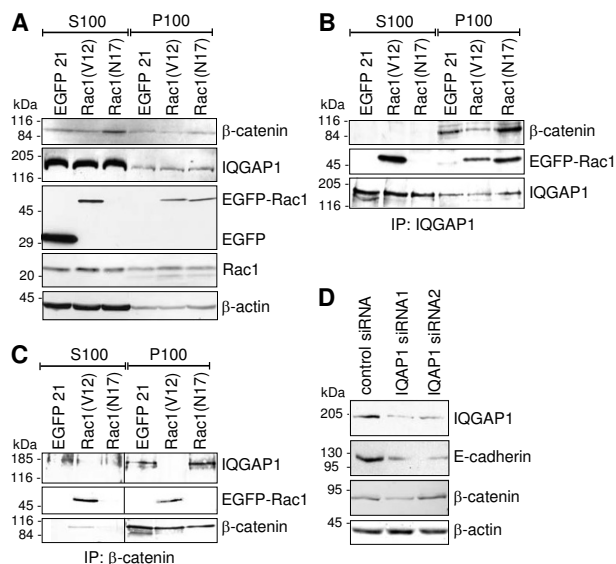 A
S100 P100
EGFP 21
Rac1(V12)
Rac1(N17)
EGFP 21
Rac1(V12)
Rac1(N17)
kDa
116
84
β-catenin
205
116
IQGAP1
45
29
EGFP-Rac1
EGFP
20
Rac1
45
β-actin
B
S100 P100
EGFP 21
Rac1(V12)
Rac1(N17)
EGFP 21
Rac1(V12)
Rac1(N17)
kDa
116
84
β-catenin
45
EGFP-Rac1
205
116
IQGAP1
IP: IQGAP1
C
S100 P100
EGFP 21
Rac1(V12)
Rac1(N17)
EGFP 21
Rac1(V12)
Rac1(N17)
kDa
185
116
IQGAP1
45
EGFP-Rac1
116
84
β-catenin
IP: β-catenin
D
control siRNA
IQAP1 siRNA1
IQAP1 siRNA2
kDa
205
IQGAP1
130
95
E-cadherin
95
β-catenin
45
β-actin